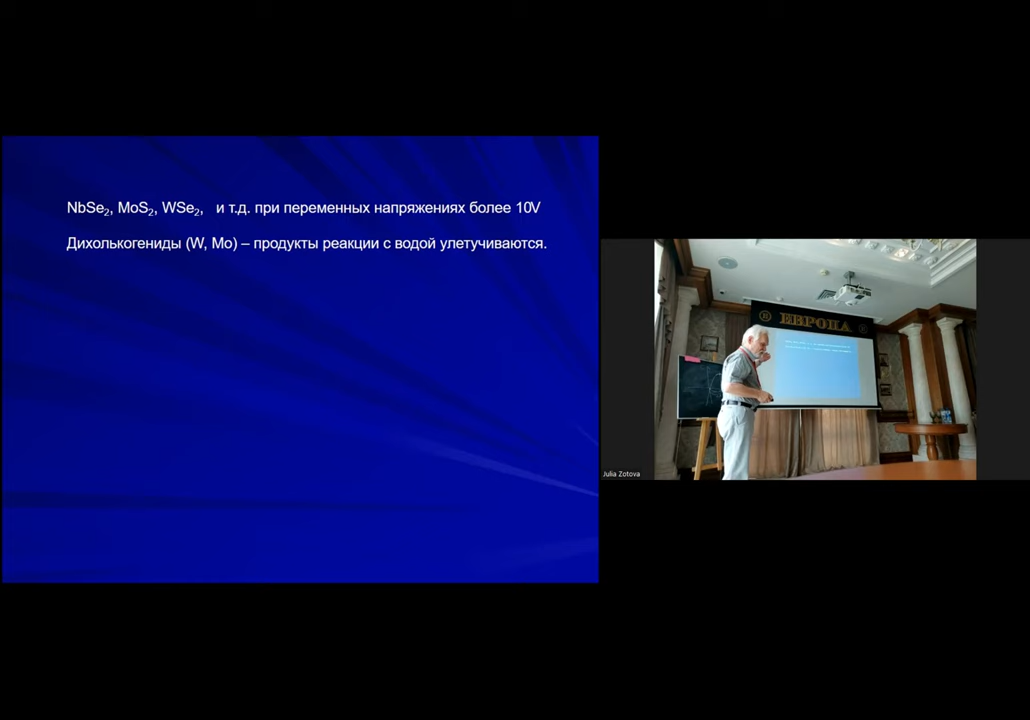 NbSe₂, MoS₂, WSe₂, и т.д. при переменных напряжениях более 10V
Дихолькогениды (W, Mo) – продукты реакции с водой улетучиваются.
ЕВРОПА
Julia Zotova